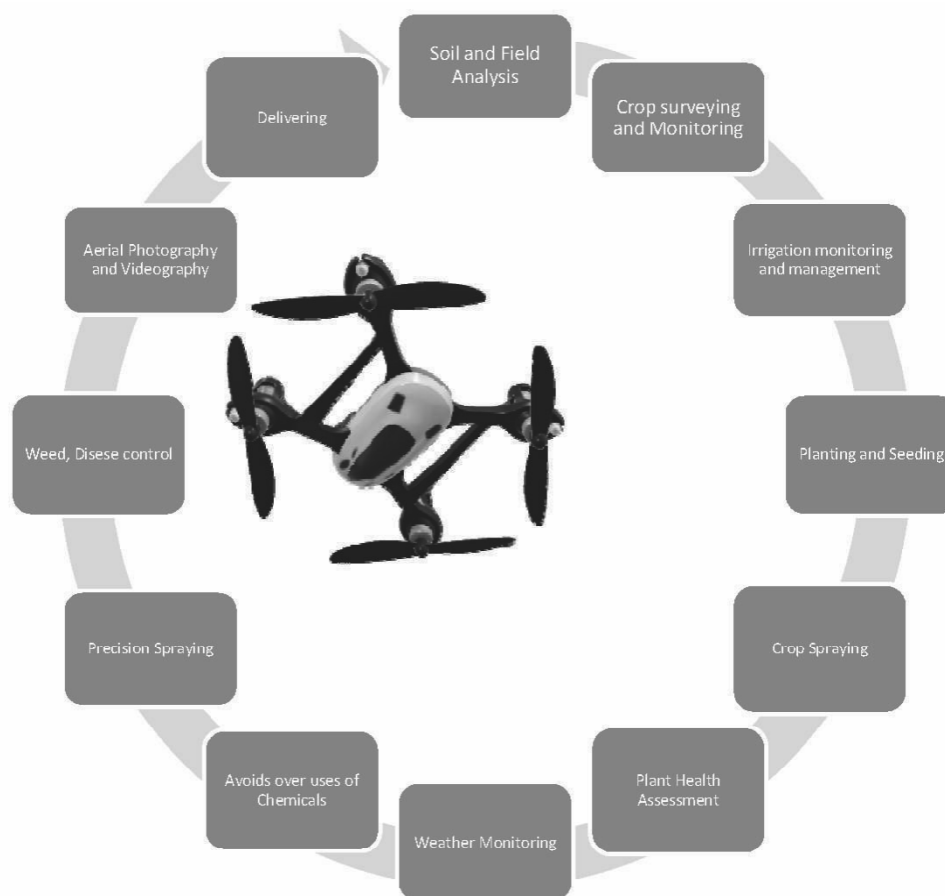 Soil and Field
Analysis
Crop surveying
and Monitoring
Irrigation monitoring
and management
Planting and Seeding
Crop Spraying
Plant Health
Assessment
Weather Monitoring
Avoids over uses of
Chemicals
Precision Spraying
Weed, Disese control
Aerial Photography
and Videography
Delivering